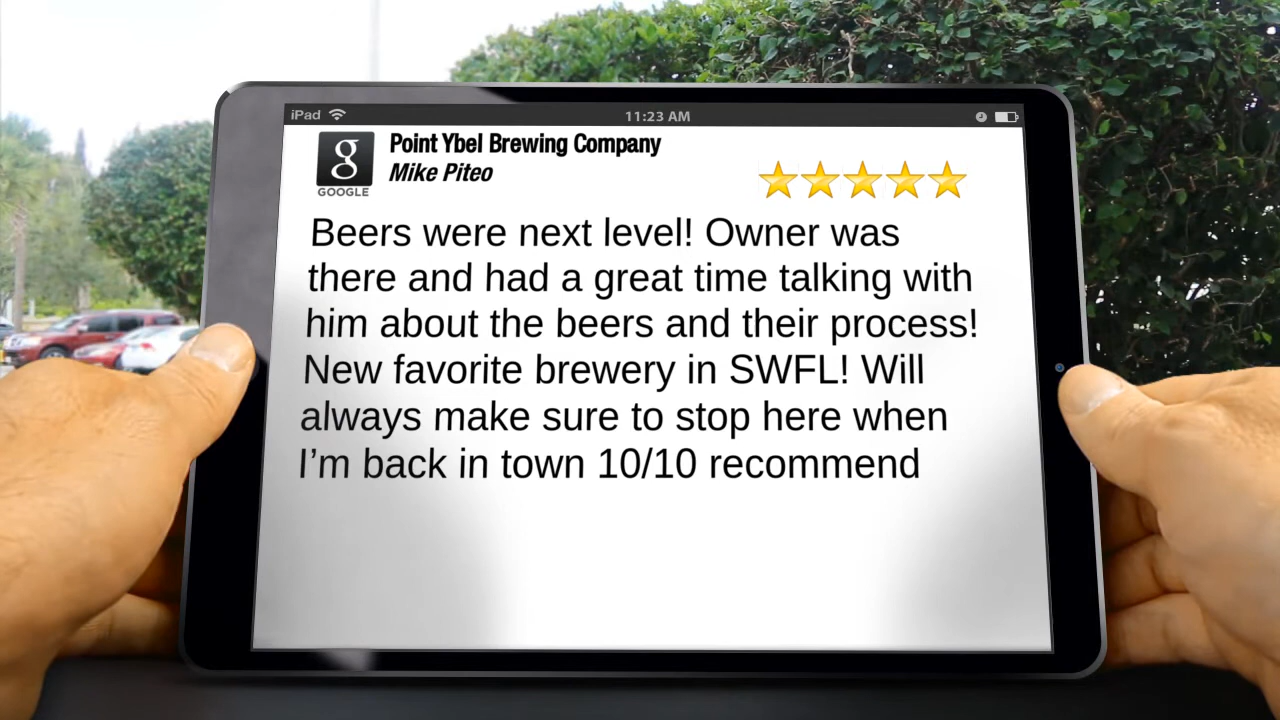 iPad 11:23 AM
g
GOOGLE
Point Ybel Brewing Company
Mike Piteo
Beers were next level! Owner was
there and had a great time talking with
him about the beers and their process!
New favorite brewery in SWFL! Will
always make sure to stop here when
I’m back in town 10/10 recommend